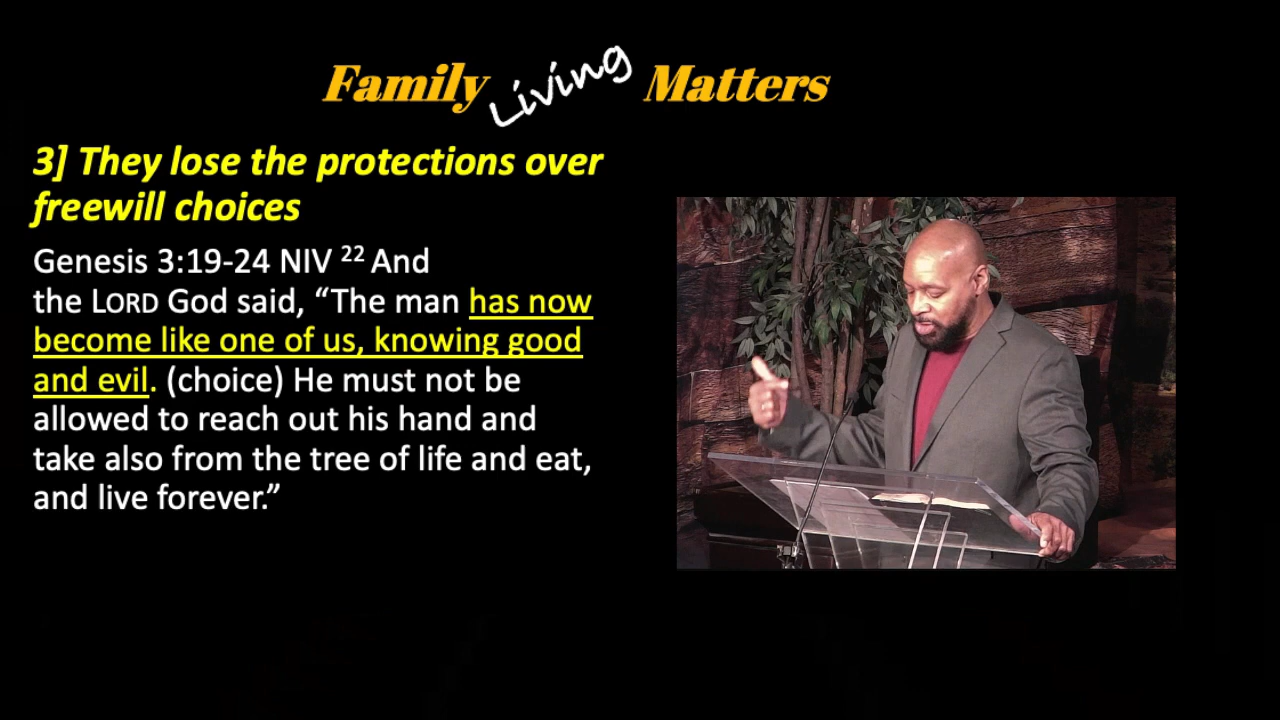 Family Living Matters
3] They lose the protections over
freewill choices
Genesis 3:19-24 NIV 22 And
the LORD God said, “The man has now
become like one of us, knowing good
and evil. (choice) He must not be
allowed to reach out his hand and
take also from the tree of life and eat,
and live forever.”